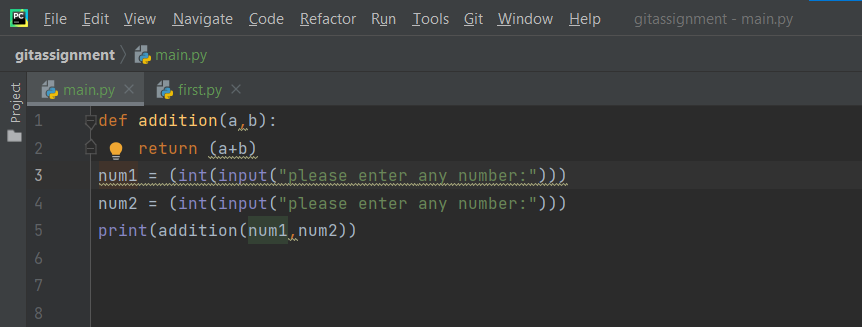 PC File Edit View Navigate Code Refactor Run Tools Git Window Help gitassignment - main.py
gitassignment main.py
Project
main.py first.py
1 def addition(a,b):
2 return (a+b)
3 num1 = (int(input("please enter any number:")))
4 num2 = (int(input("please enter any number:")))
5 print(addition(num1,num2))
6
7
8